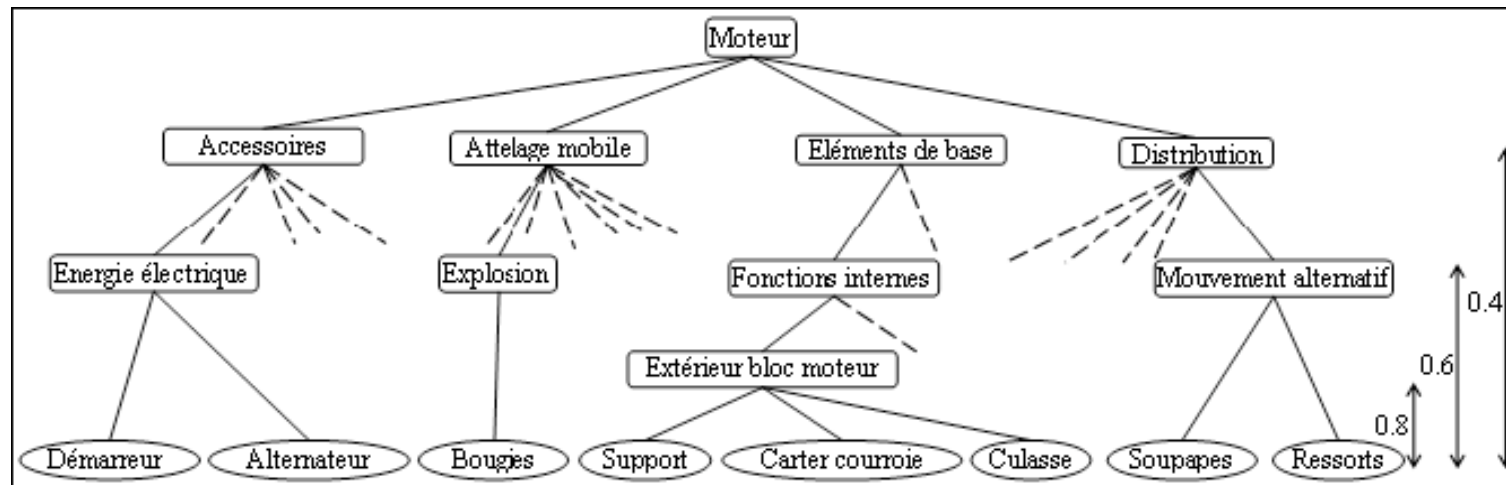 Moteur
Accessoires
Attelage mobile
Eléments de base
Distribution
Energie électrique
Explosion
Fonctions internes
Mouvement alternatif
0.4
Extérieur bloc moteur
0.6
0.8
Démarreur
Alternateur
Bougies
Support
Carter courroie
Culasse
Soupapes
Ressorts